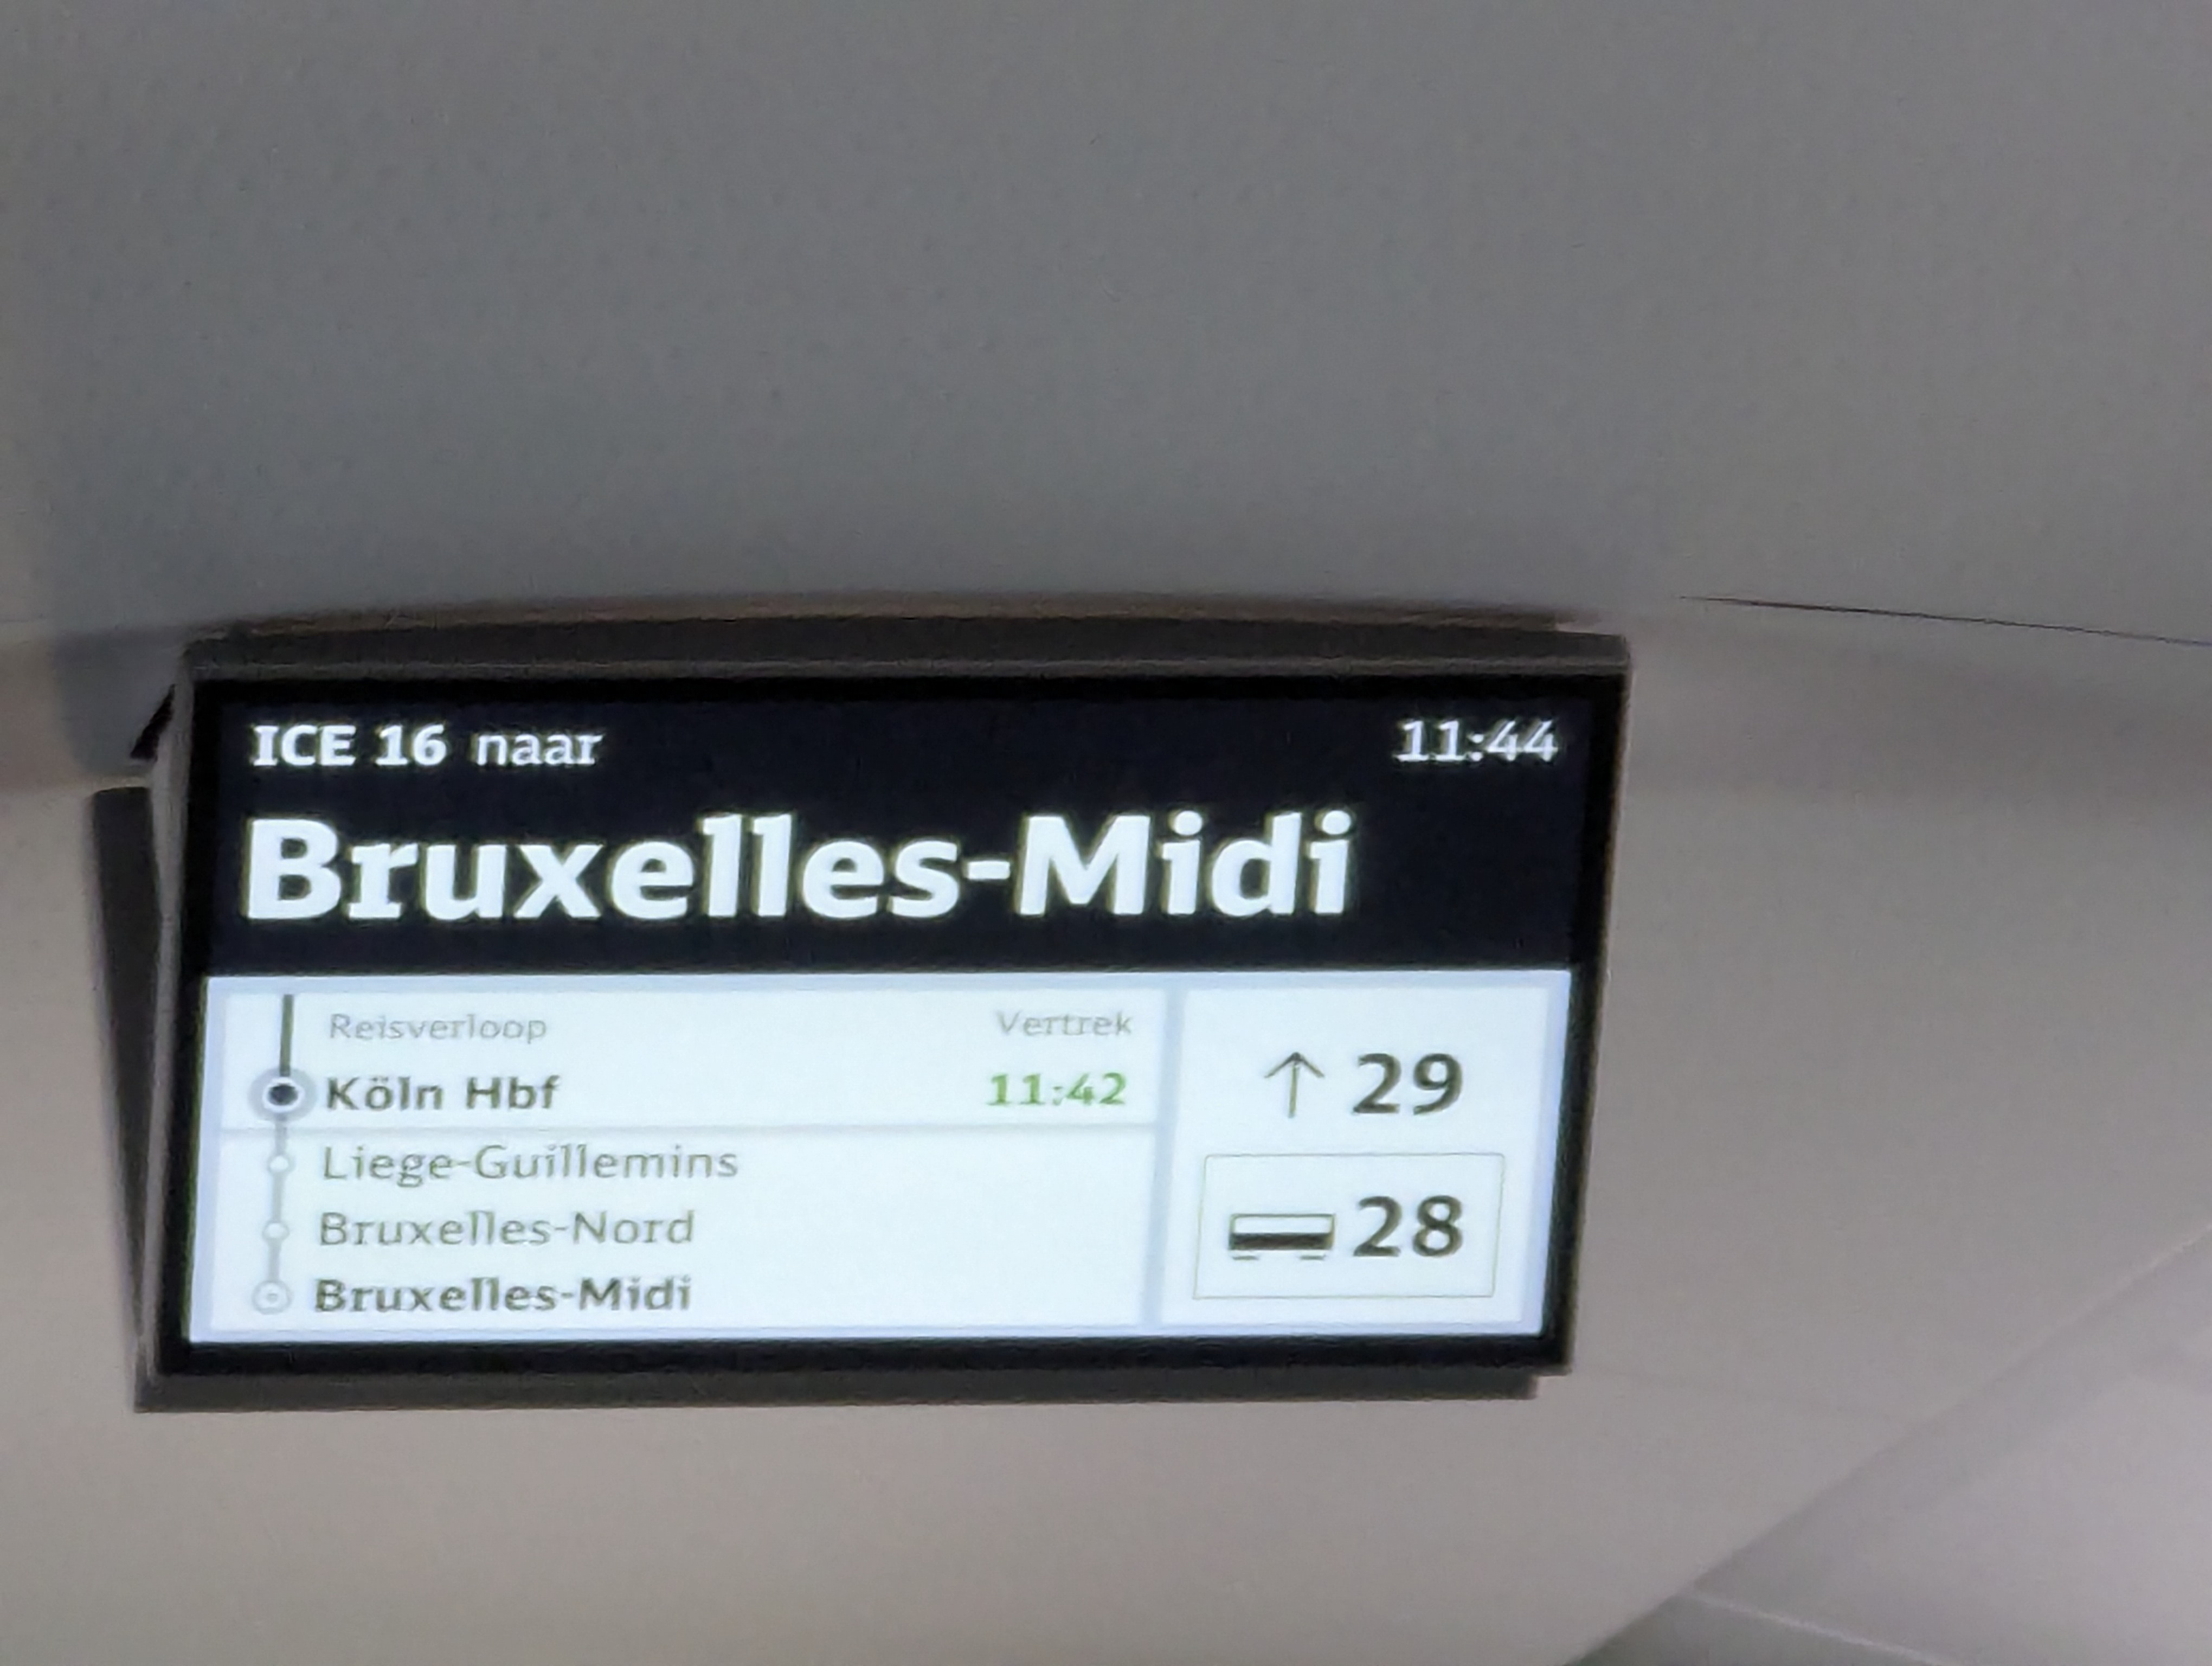 ICE 16 naar 11:44
Bruxelles-Midi
Reisverloop Vertrek
Köln Hbf 11:42
Liege-Guillemins
Bruxelles-Nord
Bruxelles-Midi
↑ 29
28